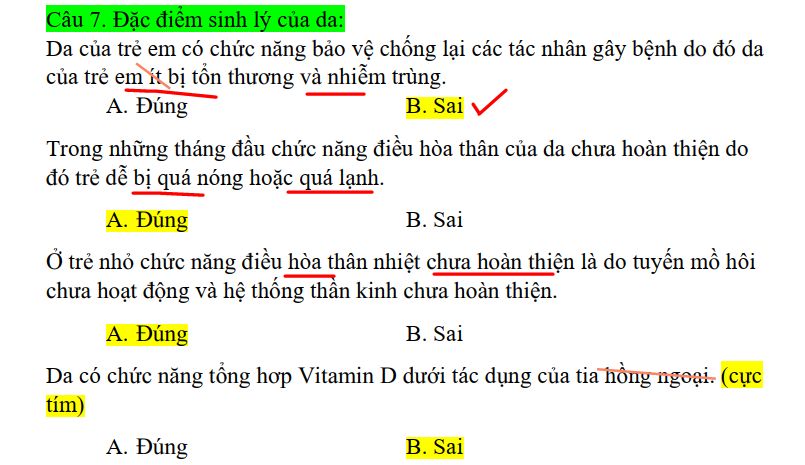 Câu 7. Đặc điểm sinh lý của da:
Da của trẻ em có chức năng bảo vệ chống lại các tác nhân gây bệnh do đó da
của trẻ em ít bị tổn thương và nhiễm trùng.
A. Đúng B. Sai
Trong những tháng đầu chức năng điều hòa thân của da chưa hoàn thiện do
đó trẻ dễ bị quá nóng hoặc quá lạnh.
A. Đúng B. Sai
Ở trẻ nhỏ chức năng điều hòa thân nhiệt chưa hoàn thiện là do tuyến mồ hôi
chưa hoạt động và hệ thống thần kinh chưa hoàn thiện.
A. Đúng B. Sai
Da có chức năng tổng hơp Vitamin D dưới tác dụng của tia hồng ngoại. (cực
tím)
A. Đúng B. Sai